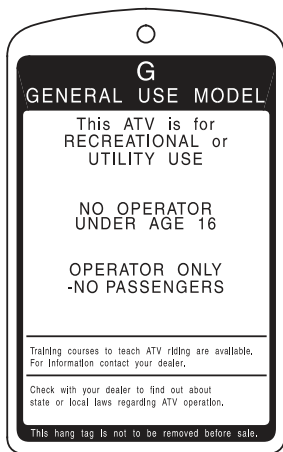 G
GENERAL USE MODEL
This ATV is for
RECREATIONAL or
UTILITY USE
NO OPERATOR
UNDER AGE 16
OPERATOR ONLY
-NO PASSENGERS
Training courses to teach ATV riding are available.
For Information contact your dealer.
Check with your dealer to find out about
state or local laws regarding ATV operation.
This hang tag is not to be removed before sale.